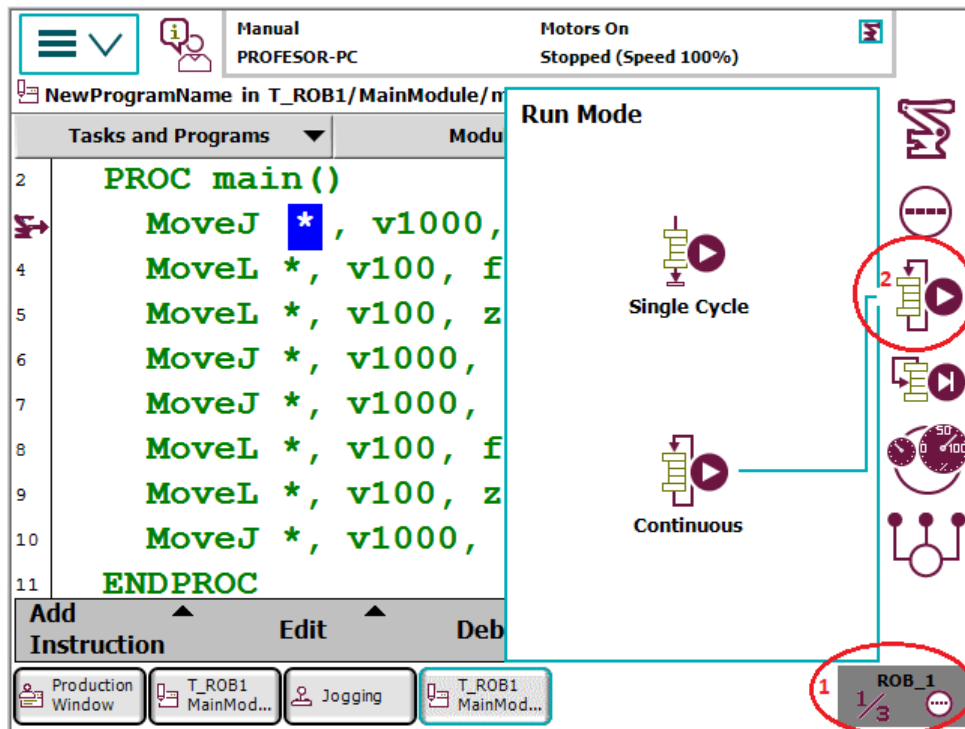 Manual
PROFESOR-PC
Motors On
Stopped (Speed 100%)
NewProgramName in T_ROB1/MainModule/m
Tasks and Programs
Modu
2 PROC main()
MoveJ *, v1000,
4 MoveL *, v100, f
5 MoveL *, v100, z
6 MoveJ *, v1000,
7 MoveJ *, v1000,
8 MoveL *, v100, f
9 MoveL *, v100, z
10 MoveJ *, v1000,
11 ENDPROC
Add
Instruction
Edit
Deb
Run Mode
Single Cycle
Continuous
2
50
0
100
%
Production
Window
T_ROB1
MainMod...
Jogging
T_ROB1
MainMod...
1
ROB_1
1/3